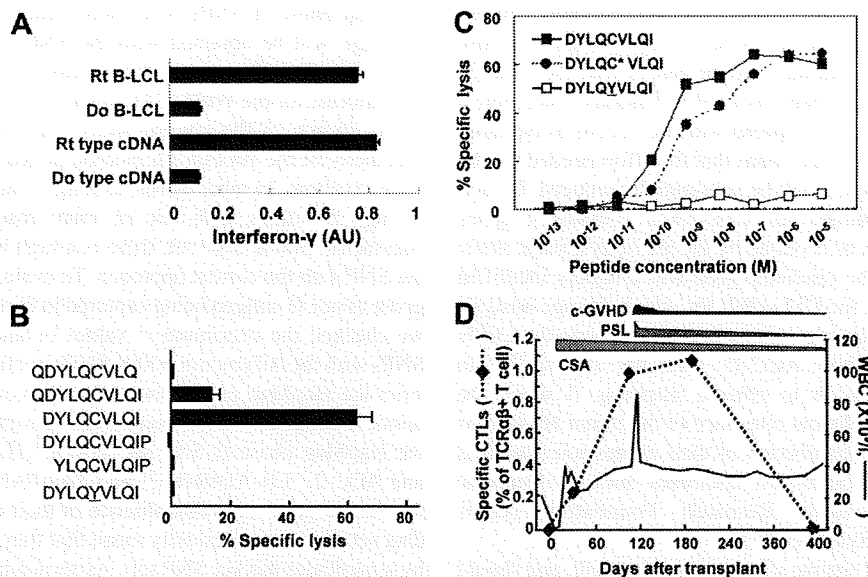 A
Rt B-LCL
Do B-LCL
Rt type cDNA
Do type cDNA
0 0.2 0.4 0.6 0.8 1
Interferon-γ (AU)
B
QDYLQCVLQ
QDYLQCVLQI
DYLQCVLQI
DYLQCVLQIP
YLQCVLQIP
DYLQYVLQI
0 20 40 60 80
% Specific lysis
C
% Specific lysis
80
60
40
20
0
DYLQCVLQI
DYLQC* VLQI
DYLQYVLQI
10-13 10-12 10-11 10-10 10-9 10-8 10-7 10-6 10-5
Peptide concentration (M)
D
c-GVHD
PSL
CSA
Specific CTLs
(% of TCRαβ+ T cell)
1.2
1.0
0.8
0.6
0.4
0.2
0
120
100
80
60
40
20
0
0 60 120 180 360 400
Days after transplant